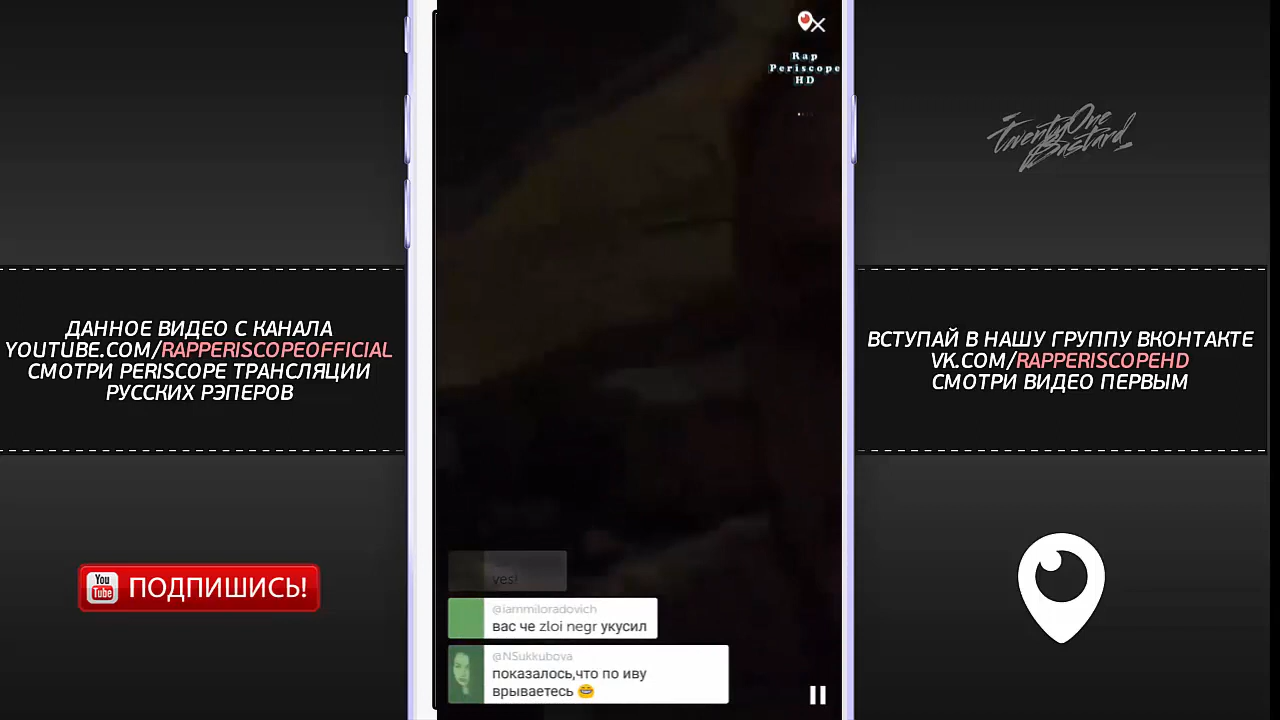 Rap
Periscope
HD
TwentyOne
Bastard
ДАННОЕ ВИДЕО С КАНАЛА
YOUTUBE.COM/RAPPERISCOPEOFFICIAL
СМОТРИ PERISCOPE ТРАНСЛЯЦИИ
РУССКИХ РЭПЕРОВ
ВСТУПАЙ В НАШУ ГРУППУ ВКОНТАКТЕ
VK.COM/RAPPERISCOPEHD
СМОТРИ ВИДЕО ПЕРВЫМ
yes!
@iammiloradovich
вас че zloi negr укусил
@NSukkubova
показалось,что по иву
врываетесь 😂
You
Tube
ПОДПИШИСЬ!